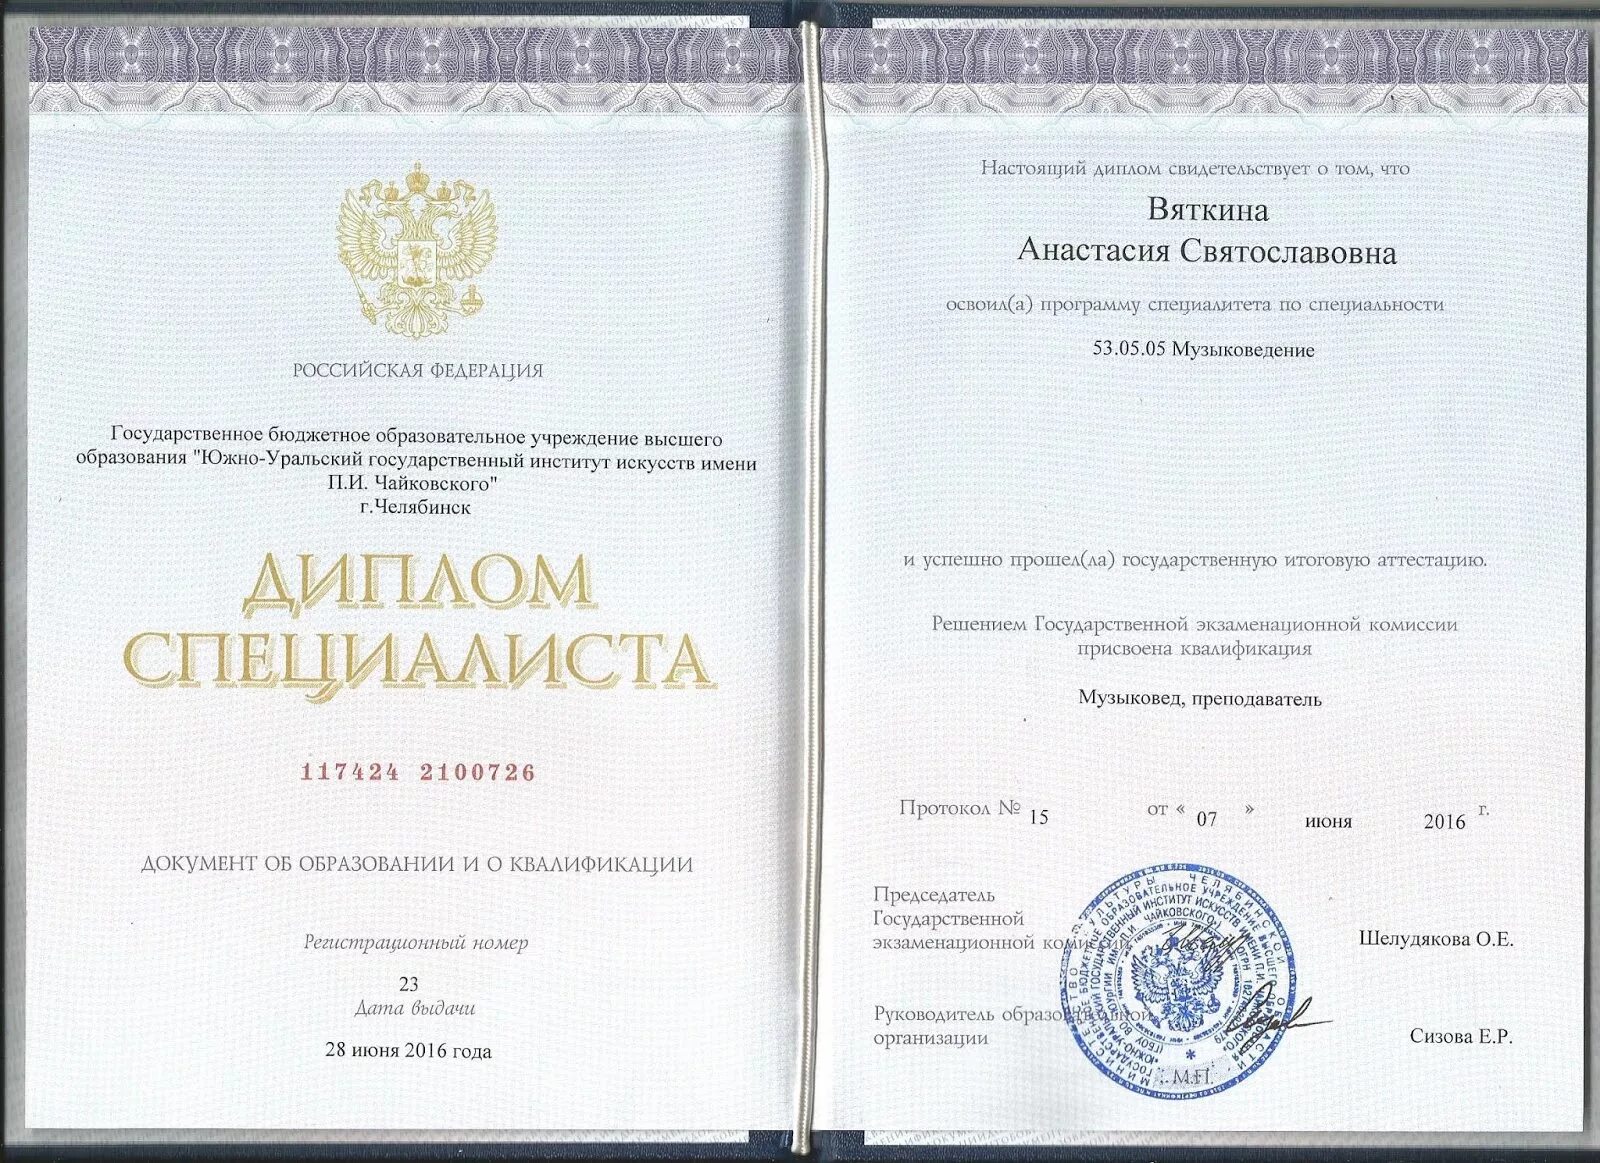 РОССИЙСКАЯ ФЕДЕРАЦИЯ
Государственное бюджетное образовательное учреждение высшего
образования "Южно-Уральский государственный институт искусств имени
П.И. Чайковского"
г.Челябинск
ДИПЛОМ
СПЕЦИАЛИСТА
117424 2100726
ДОКУМЕНТ ОБ ОБРАЗОВАНИИ И О КВАЛИФИКАЦИИ
Регистрационный номер
23
Дата выдачи
28 июня 2016 года
Настоящий диплом свидетельствует о том, что
Вяткина
Анастасия Святославовна
освоил(а) программу специалитета по специальности
53.05.05 Музыковедение
и успешно прошел(ла) государственную итоговую аттестацию.
Решением Государственной экзаменационной комиссии
присвоена квалификация
Музыковед, преподаватель
Протокол № 15 от « 07 » июня 2016 г.
Председатель
Государственной
экзаменационной комиссии
Шелудякова О.Е.
Руководитель образовательной
организации
Сизова Е.Р.
М.П.